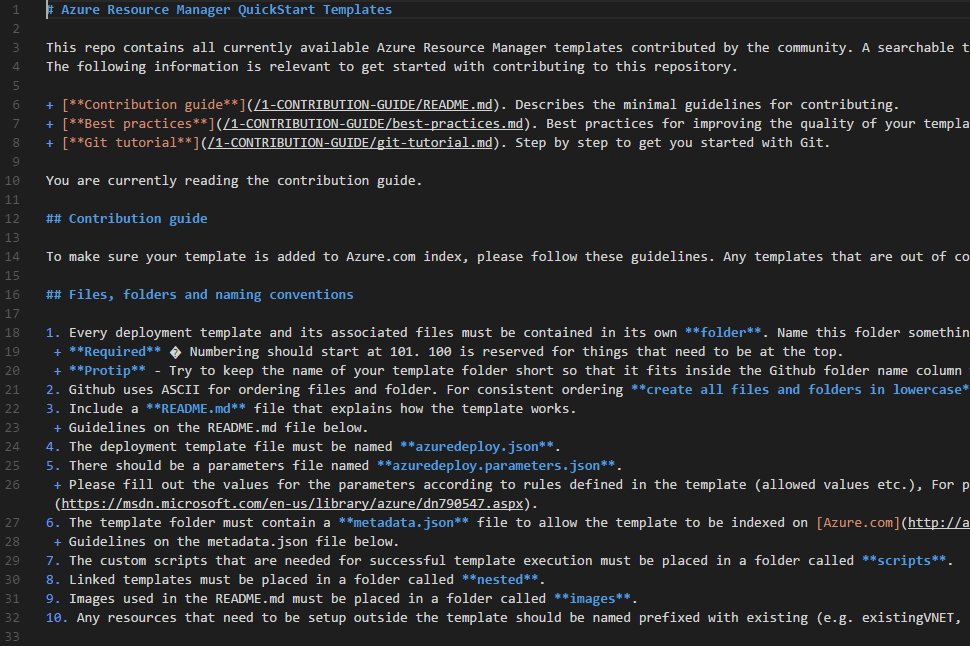 1 # Azure Resource Manager QuickStart Templates
2
3 This repo contains all currently available Azure Resource Manager templates contributed by the community. A searchable t
4 The following information is relevant to get started with contributing to this repository.
5
6 + [**Contribution guide**](/1-CONTRIBUTION-GUIDE/README.md). Describes the minimal guidelines for contributing.
7 + [**Best practices**](/1-CONTRIBUTION-GUIDE/best-practices.md). Best practices for improving the quality of your templa
8 + [**Git tutorial**](/1-CONTRIBUTION-GUIDE/git-tutorial.md). Step by step to get you started with Git.
9
10 You are currently reading the contribution guide.
11
12 ## Contribution guide
13
14 To make sure your template is added to Azure.com index, please follow these guidelines. Any templates that are out of co
15
16 ## Files, folders and naming conventions
17
18 1. Every deployment template and its associated files must be contained in its own **folder**. Name this folder somethin
19 + **Required** � Numbering should start at 101. 100 is reserved for things that need to be at the top.
20 + **Protip** - Try to keep the name of your template folder short so that it fits inside the Github folder name column
21 2. Github uses ASCII for ordering files and folder. For consistent ordering **create all files and folders in lowercase*
22 3. Include a **README.md** file that explains how the template works.
23 + Guidelines on the README.md file below.
24 4. The deployment template file must be named **azuredeploy.json**.
25 5. There should be a parameters file named **azuredeploy.parameters.json**.
26 + Please fill out the values for the parameters according to rules defined in the template (allowed values etc.), For p
(https://msdn.microsoft.com/en-us/library/azure/dn790547.aspx).
27 6. The template folder must contain a **metadata.json** file to allow the template to be indexed on [Azure.com](http://a
28 + Guidelines on the metadata.json file below.
29 7. The custom scripts that are needed for successful template execution must be placed in a folder called **scripts**.
30 8. Linked templates must be placed in a folder called **nested**.
31 9. Images used in the README.md must be placed in a folder called **images**.
32 10. Any resources that need to be setup outside the template should be named prefixed with existing (e.g. existingVNET,
33